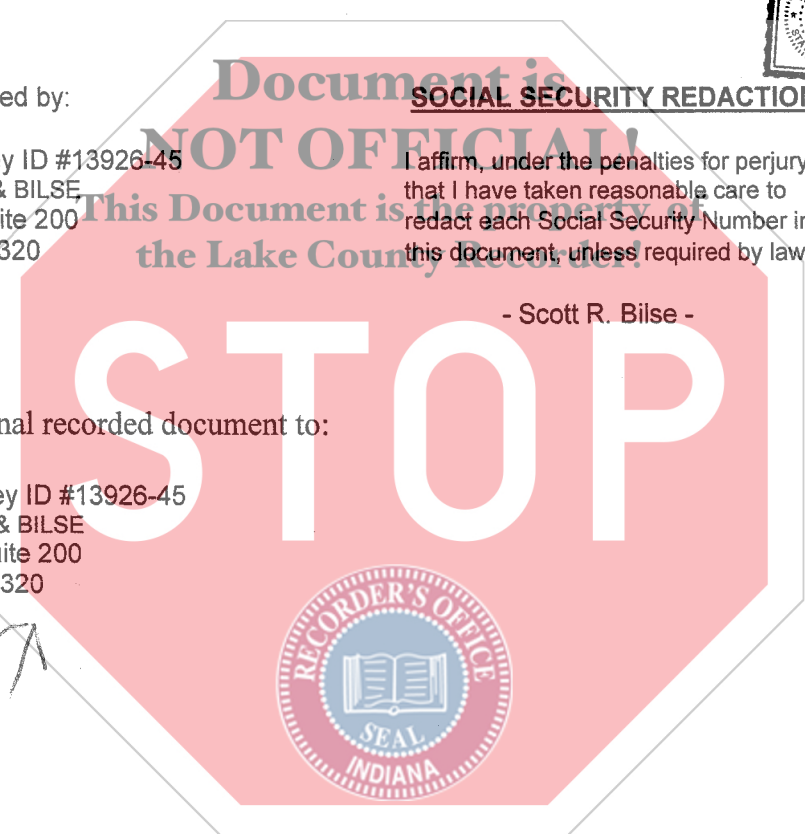 Document is
NOT OFFICIAL!
This Document is the property of
the Lake County Recorder!
ed by:
y ID #13926-45
& BILSE
ite 200
320
SOCIAL SECURITY REDACTION
I affirm, under the penalties for perjury
that I have taken reasonable care to
redact each Social Security Number in
this document, unless required by law
- Scott R. Bilse -
STOP
nal recorded document to:
ey ID #13926-45
& BILSE
uite 200
320
RECORDER'S OFFICE
SEAL
INDIANA